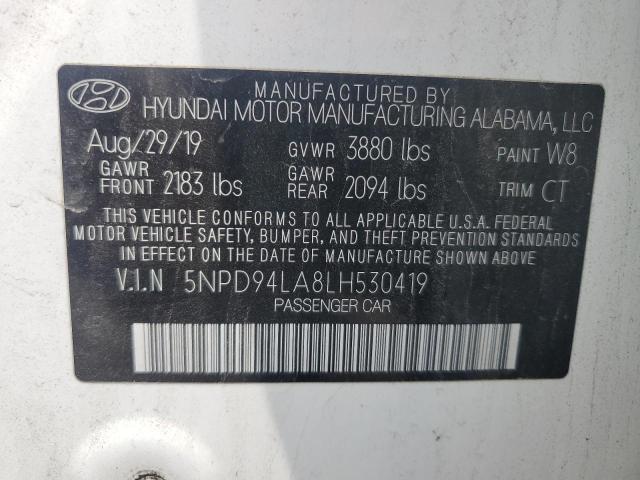 MANUFACTURED BY
HYUNDAI MOTOR MANUFACTURING ALABAMA, LLC
Aug/29/19 GVWR 3880 lbs PAINT W8
GAWR FRONT 2183 lbs GAWR REAR 2094 lbs TRIM CT
THIS VEHICLE CONFORMS TO ALL APPLICABLE U.S.A. FEDERAL
MOTOR VEHICLE SAFETY, BUMPER, AND THEFT PREVENTION STANDARDS
IN EFFECT ON THE DATE OF MANUFACTURE SHOWN ABOVE.
V.I.N 5NPD94LA8LH530419
PASSENGER CAR